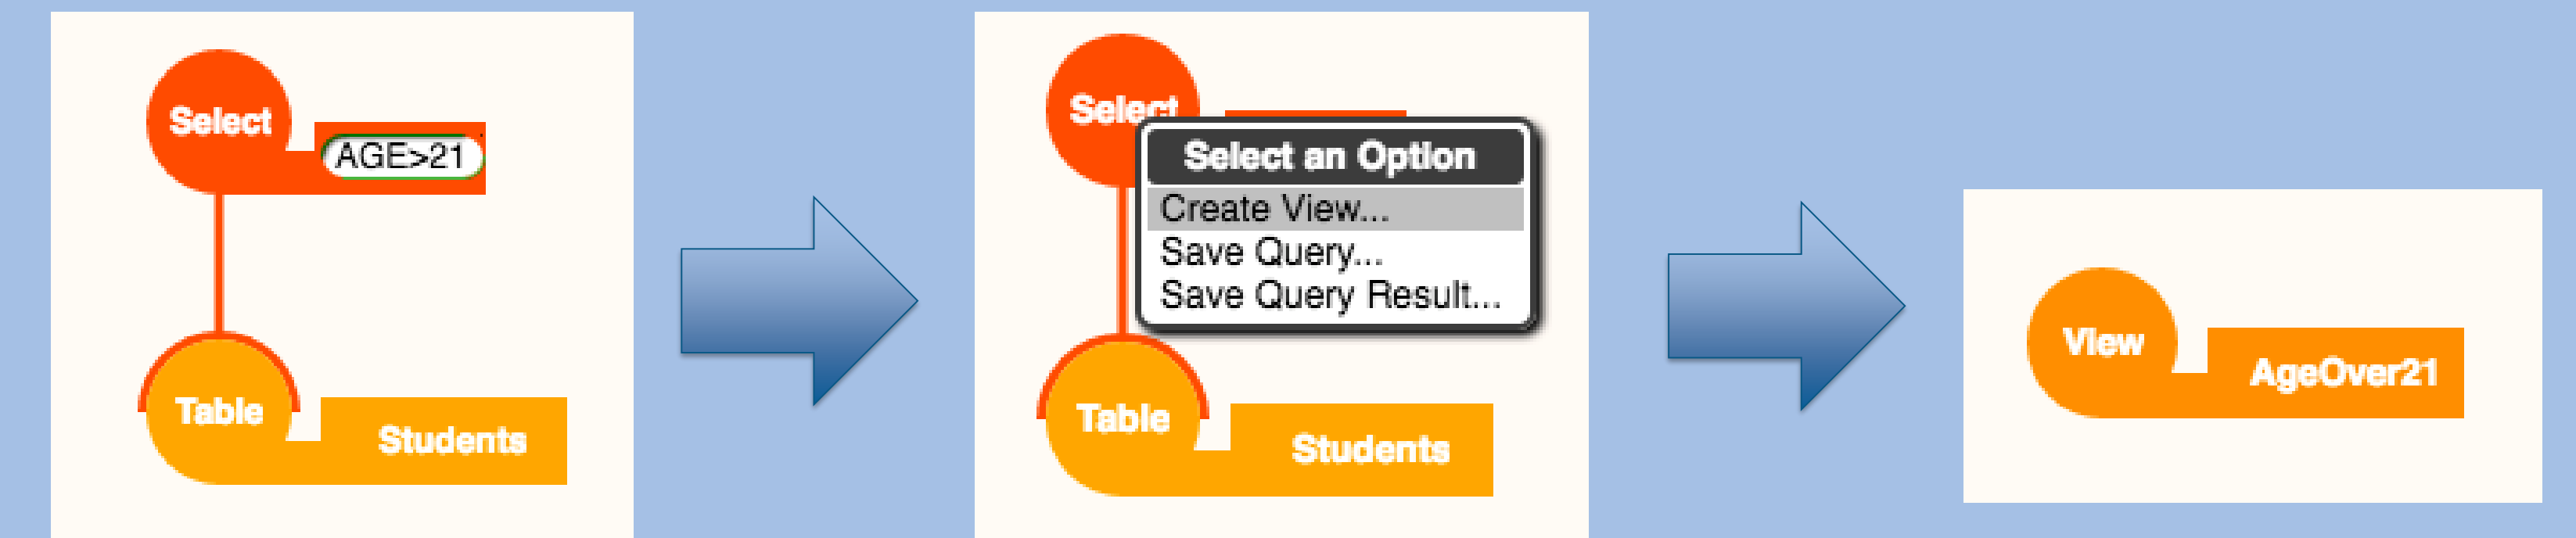 Select
AGE>21
Table
Students
Select
Select an Option
Create View...
Save Query...
Save Query Result...
Table
Students
View
AgeOver21